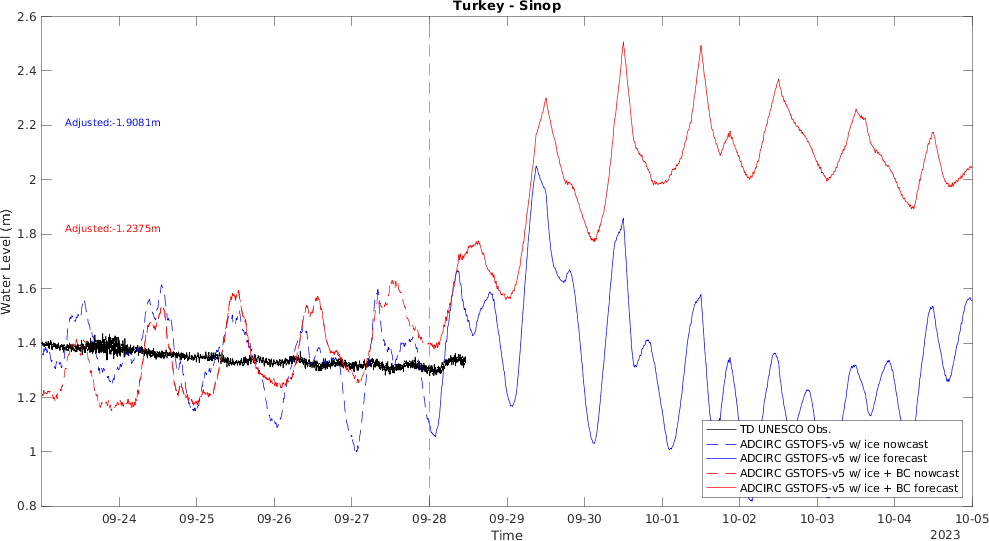 Turkey - Sinop
2.6
2.4
2.2
2
1.8
1.6
1.4
1.2
1
0.8
Water Level (m)
Adjusted:-1.9081m
Adjusted:-1.2375m
TD UNESCO Obs.
ADCIRC GSTOFS-v5 w/ ice nowcast
ADCIRC GSTOFS-v5 w/ ice forecast
ADCIRC GSTOFS-v5 w/ ice + BC nowcast
ADCIRC GSTOFS-v5 w/ ice + BC forecast
09-24 09-25 09-26 09-27 09-28 09-29 09-30 10-01 10-02 10-03 10-04 10-05
Time
2023